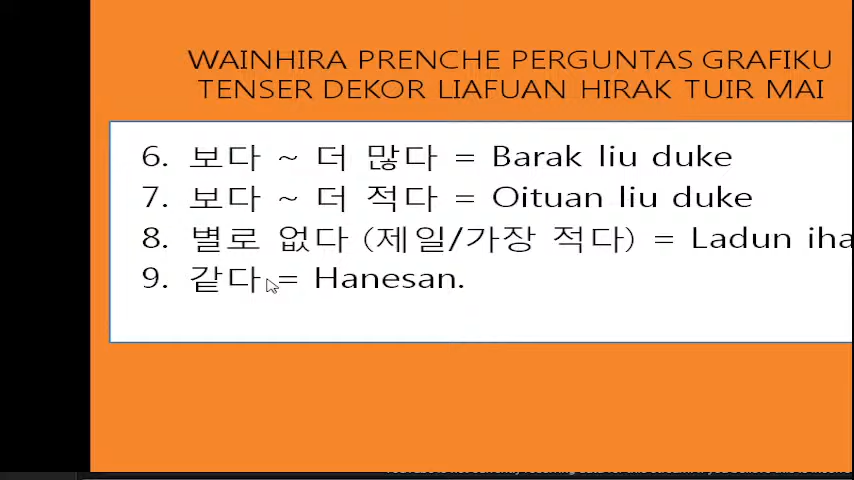 WAINHIRA PRENCHE PERGUNTAS GRAFIKU
TENSER DEKOR LIAFUAN HIRAK TUIR MAI
6. 보다 ~ 더 많다 = Barak liu duke
7. 보다 ~ 더 적다 = Oituan liu duke
8. 별로 없다 (제일/가장 적다) = Ladun iha
9. 같다 = Hanesan.